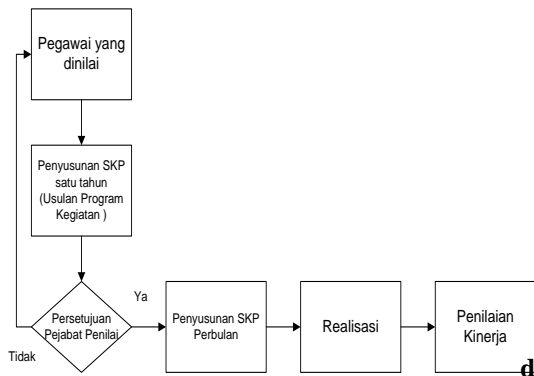 Pegawai yang
dinilai
Penyusunan SKP
satu tahun
(Usulan Program
Kegiatan )
Persetujuan
Pejabat Penilai
Ya
Tidak
Penyusunan SKP
Perbulan
Realisasi
Penilaian
Kinerja
d